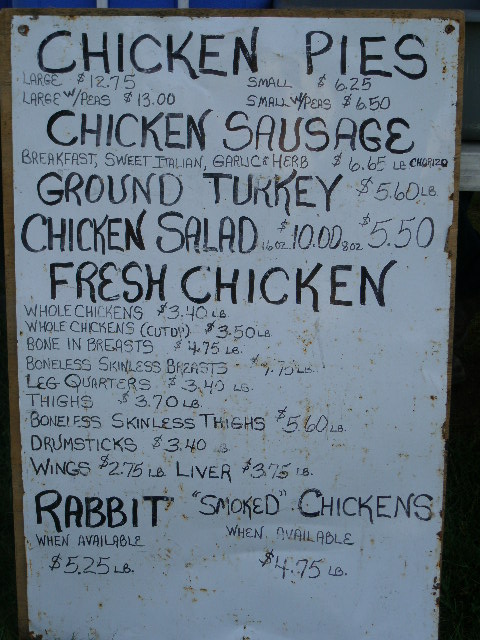 CHICKEN PIES
LARGE $12.75 SMALL $6.25
LARGE W/PEAS $13.00 SMALL W/PEAS $6.50
CHICKEN SAUSAGE
BREAKFAST, SWEET ITALIAN, GARLIC & HERB $6.65 LB CHORIZO
GROUND TURKEY $5.60 LB
CHICKEN SALAD 16 OZ $10.00 8 OZ $5.50
FRESH CHICKEN
WHOLE CHICKENS $3.40 LB
WHOLE CHICKENS (CUT UP) $3.50 LB
BONE IN BREASTS $4.75 LB.
BONELESS SKINLESS BREASTS $7.75 LB.
LEG QUARTERS $3.40 LB.
THIGHS $3.70 LB.
BONELESS SKINLESS THIGHS $5.60 LB.
DRUMSTICKS $3.40 LB
WINGS $2.75 LB. LIVER $3.75 LB.
RABBIT "SMOKED" CHICKENS
WHEN AVAILABLE WHEN AVAILABLE
$5.25 LB. $4.75 LB.